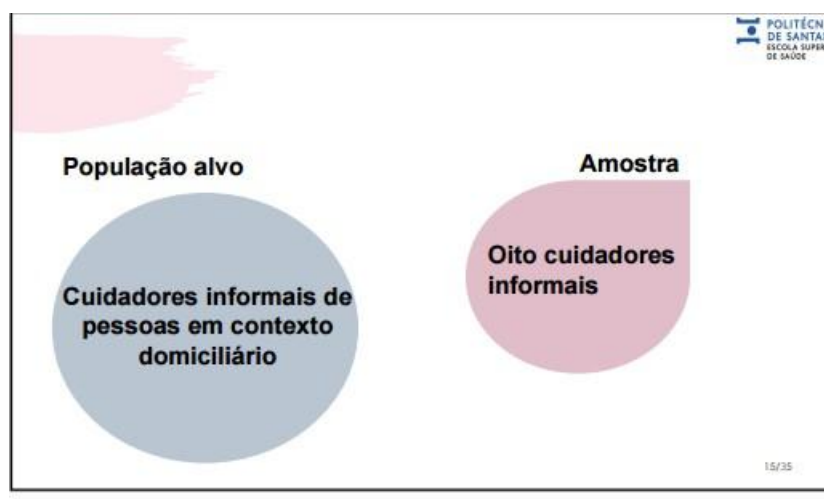 POLITÉCN
DE SANTA
ESCOLA SUPER
DE SAÚDE
População alvo
Amostra
Cuidadores informais de
pessoas em contexto
domiciliário
Oito cuidadores
informais
15/35